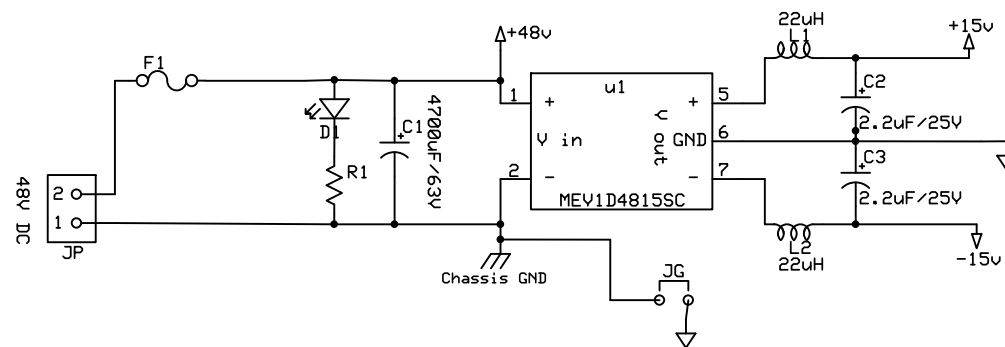 22uH
L1
+15v
+48v
F1
u1
1
+
V in
2
-
5
+
V out
GND
6
-
7
MEV1D4815SC
C2
2.2uF/25V
C3
2.2uF/25V
D1
C1
4700uF/63V
R1
48V DC
2
1
JP
Chassis GND
JG
L2
22uH
-15v